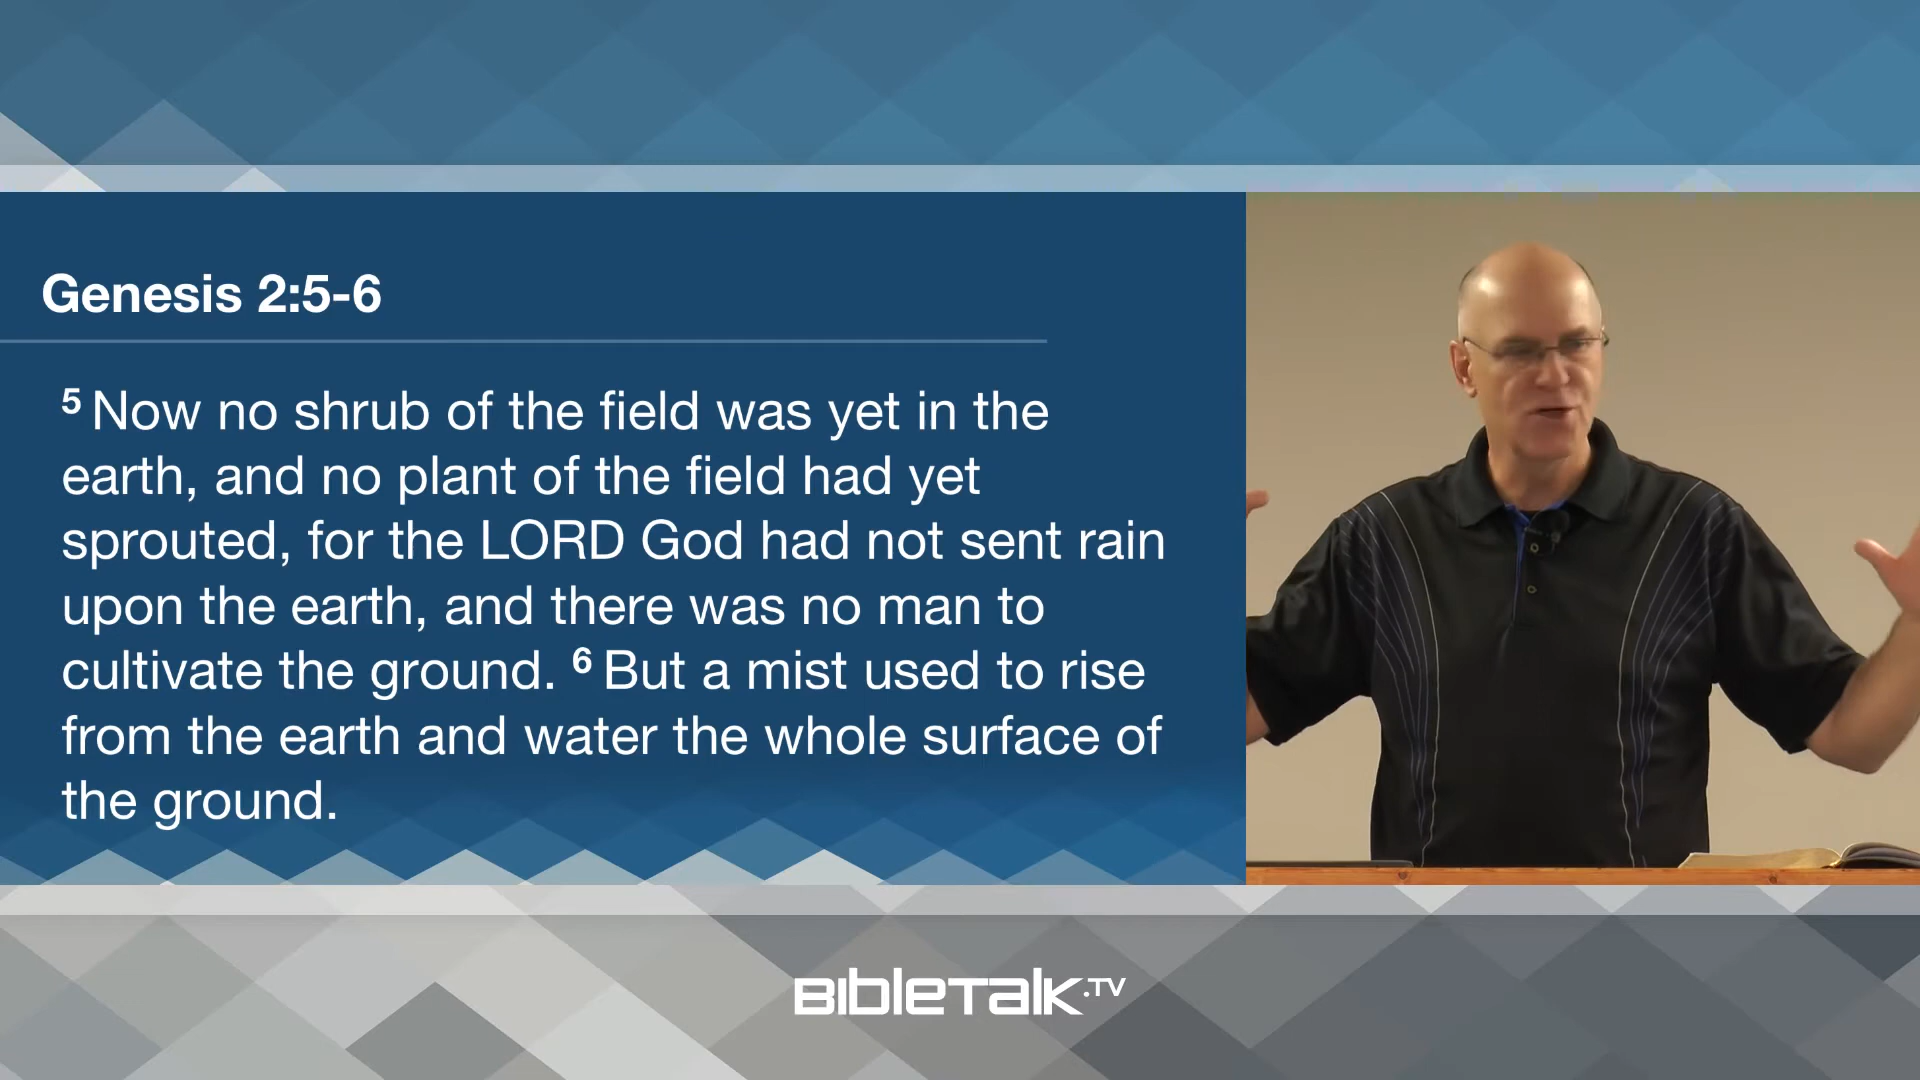 Genesis 2:5-6
5 Now no shrub of the field was yet in the
earth, and no plant of the field had yet
sprouted, for the LORD God had not sent rain
upon the earth, and there was no man to
cultivate the ground. 6 But a mist used to rise
from the earth and water the whole surface of
the ground.
BibleTalk.TV